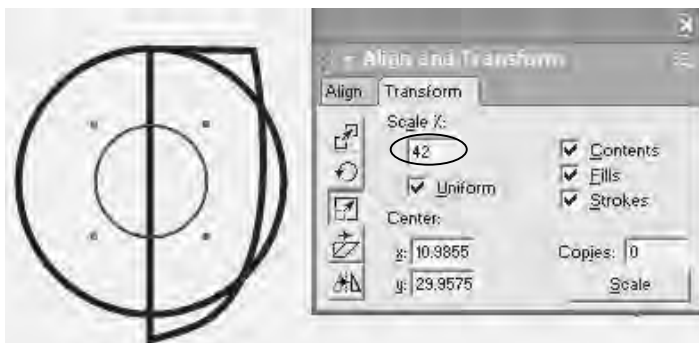 Align and Transform
Align Transform
Scale X:
42
Contents
Uniform
Fills
Strokes
Center:
x: 10.9855
Copies: 0
y: 29.9575
Scale